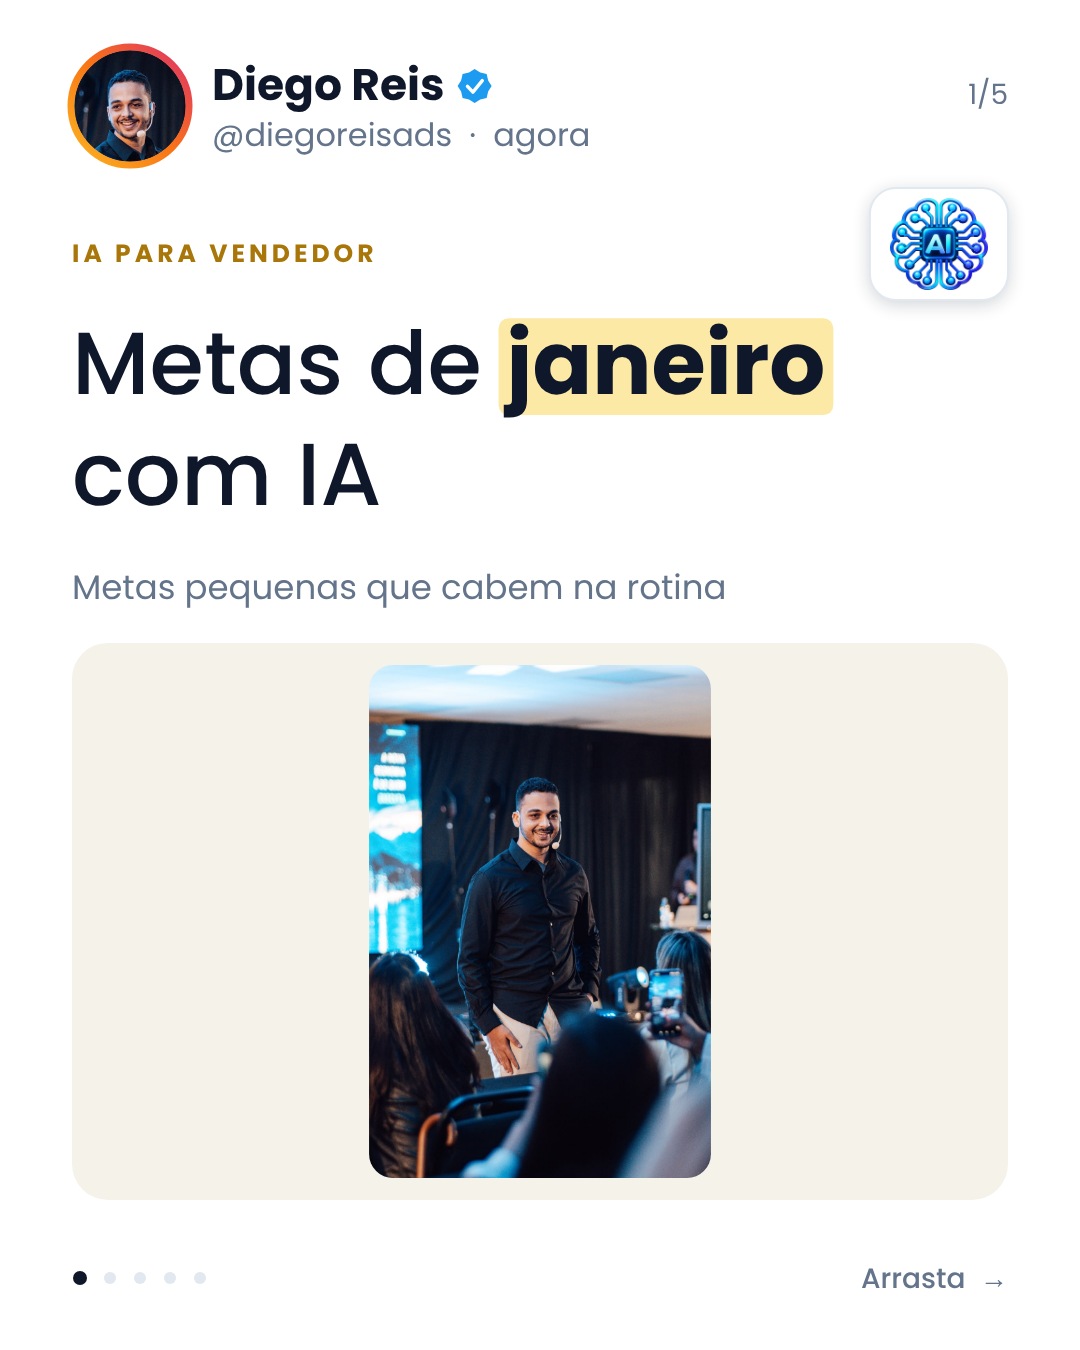 Diego Reis
@diegoreisads · agora
1/5
AI
IA PARA VENDEDOR
Metas de janeiro
com IA
Metas pequenas que cabem na rotina
Arrasta →